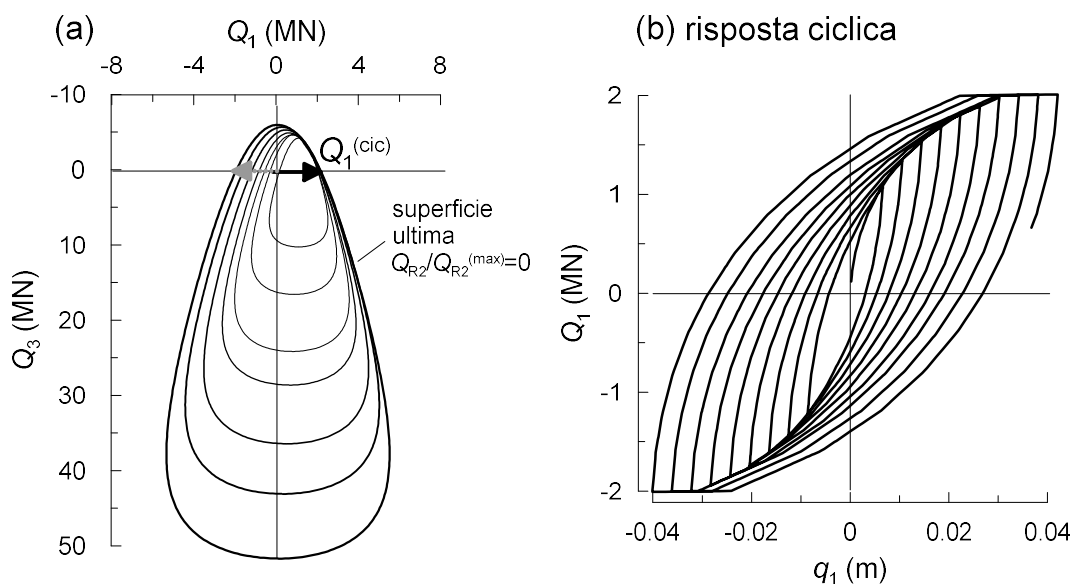 (a)
Q1 (MN)
-8 -4 0 4 8
-10
0
10
20
30
40
50
Q3 (MN)
Q1(cic)
superficie
ultima
QR2/QR2(max)=0
(b) risposta ciclica
2
1
0
-1
-2
Q1 (MN)
-0.04 -0.02 0 0.02 0.04
q1 (m)